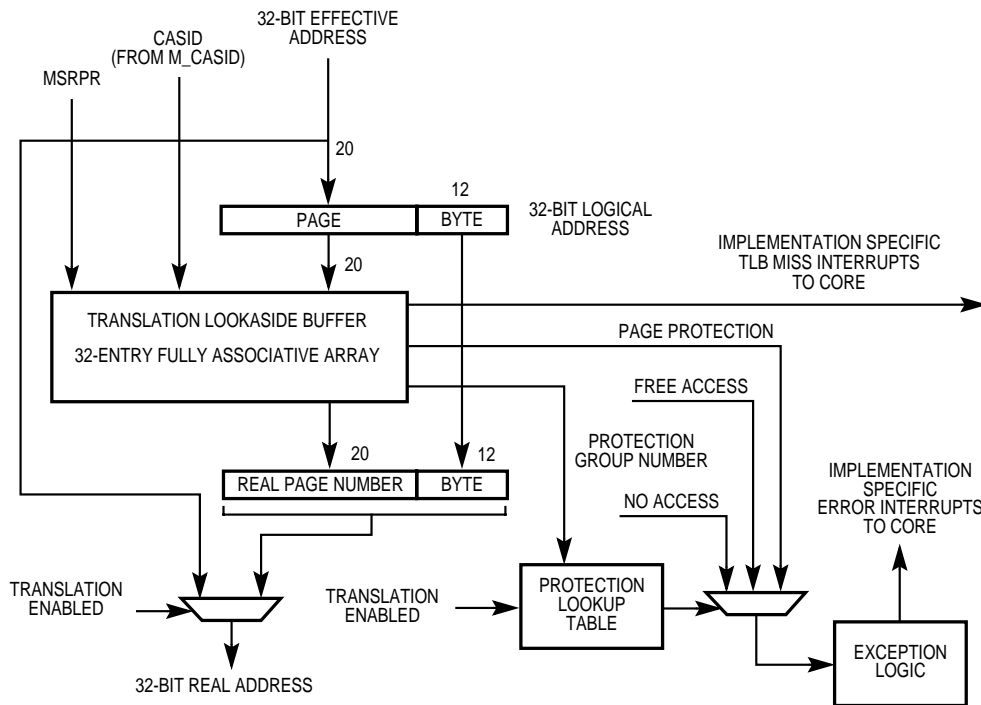 32-BIT EFFECTIVE
ADDRESS
CASID
(FROM M_CASID)
MSRPR
20
12
PAGE
BYTE
32-BIT LOGICAL
ADDRESS
20
IMPLEMENTATION SPECIFIC
TLB MISS INTERRUPTS
TO CORE
TRANSLATION LOOKASIDE BUFFER
32-ENTRY FULLY ASSOCIATIVE ARRAY
PAGE PROTECTION
FREE ACCESS
20
12
PROTECTION
GROUP NUMBER
REAL PAGE NUMBER
BYTE
NO ACCESS
IMPLEMENTATION
SPECIFIC
ERROR INTERRUPTS
TO CORE
TRANSLATION
ENABLED
TRANSLATION
ENABLED
PROTECTION
LOOKUP
TABLE
EXCEPTION
LOGIC
32-BIT REAL ADDRESS